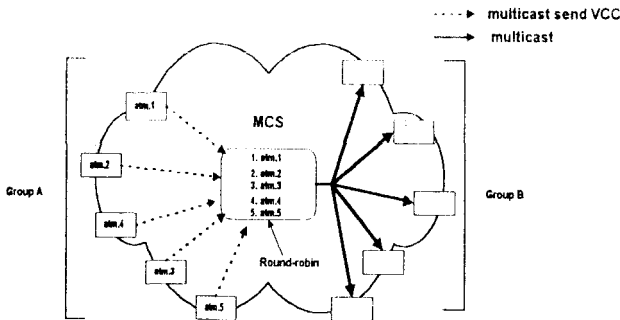 multicast send VCC
multicast
atm.1
MCS
1. atm.1
2. atm.2
3. atm.3
4. atm.4
5. atm.5
atm.2
Group A
Group B
atm.4
atm.3
Round-robin
atm.5